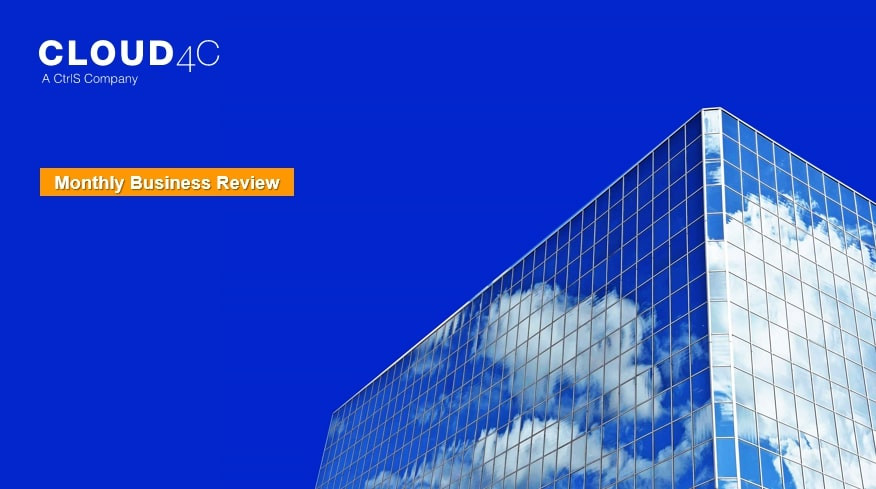 CLOUD4C
A CtrlS Company
Monthly Business Review